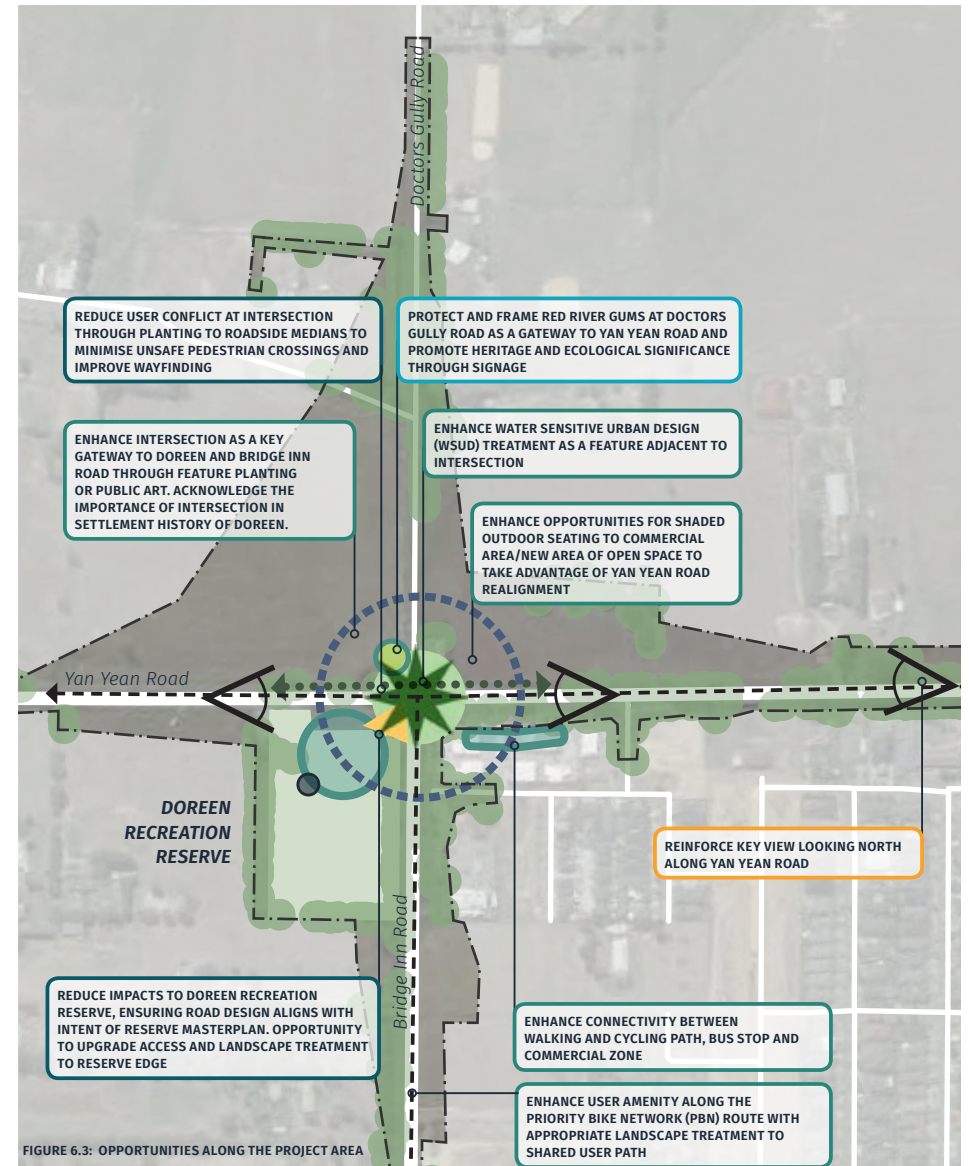 Doctors Gully Road
REDUCE USER CONFLICT AT INTERSECTION
THROUGH PLANTING TO ROADSIDE MEDIANS TO
MINIMISE UNSAFE PEDESTRIAN CROSSINGS AND
IMPROVE WAYFINDING
PROTECT AND FRAME RED RIVER GUMS AT DOCTORS
GULLY ROAD AS A GATEWAY TO YAN YEAN ROAD AND
PROMOTE HERITAGE AND ECOLOGICAL SIGNIFICANCE
THROUGH SIGNAGE
ENHANCE INTERSECTION AS A KEY
GATEWAY TO DOREEN AND BRIDGE INN
ROAD THROUGH FEATURE PLANTING
OR PUBLIC ART. ACKNOWLEDGE THE
IMPORTANCE OF INTERSECTION IN
SETTLEMENT HISTORY OF DOREEN.
ENHANCE WATER SENSITIVE URBAN DESIGN
(WSUD) TREATMENT AS A FEATURE ADJACENT TO
INTERSECTION
ENHANCE OPPORTUNITIES FOR SHADED
OUTDOOR SEATING TO COMMERCIAL
AREA/NEW AREA OF OPEN SPACE TO
TAKE ADVANTAGE OF YAN YEAN ROAD
REALIGNMENT
Yan Yean Road
DOREEN
RECREATION
RESERVE
REINFORCE KEY VIEW LOOKING NORTH
ALONG YAN YEAN ROAD
Bridge Inn Road
REDUCE IMPACTS TO DOREEN RECREATION
RESERVE, ENSURING ROAD DESIGN ALIGNS WITH
INTENT OF RESERVE MASTERPLAN. OPPORTUNITY
TO UPGRADE ACCESS AND LANDSCAPE TREATMENT
TO RESERVE EDGE
ENHANCE CONNECTIVITY BETWEEN
WALKING AND CYCLING PATH, BUS STOP AND
COMMERCIAL ZONE
ENHANCE USER AMENITY ALONG THE
PRIORITY BIKE NETWORK (PBN) ROUTE WITH
APPROPRIATE LANDSCAPE TREATMENT TO
SHARED USER PATH
FIGURE 6.3: OPPORTUNITIES ALONG THE PROJECT AREA